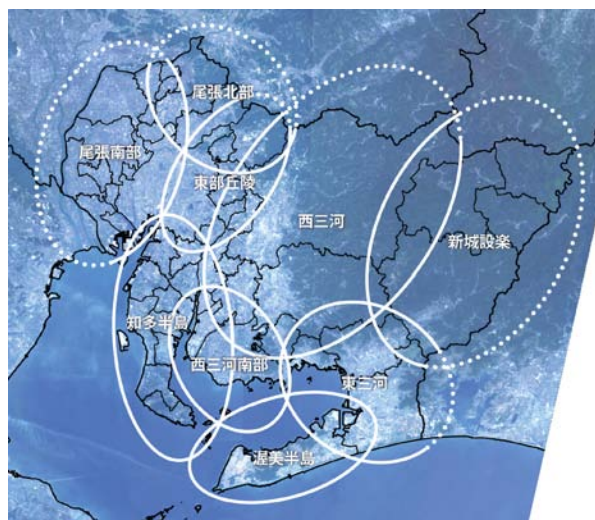 尾張北部
尾張南部
東部丘陵
西三河
新城設楽
知多半島
西三河南部
東三河
渥美半島